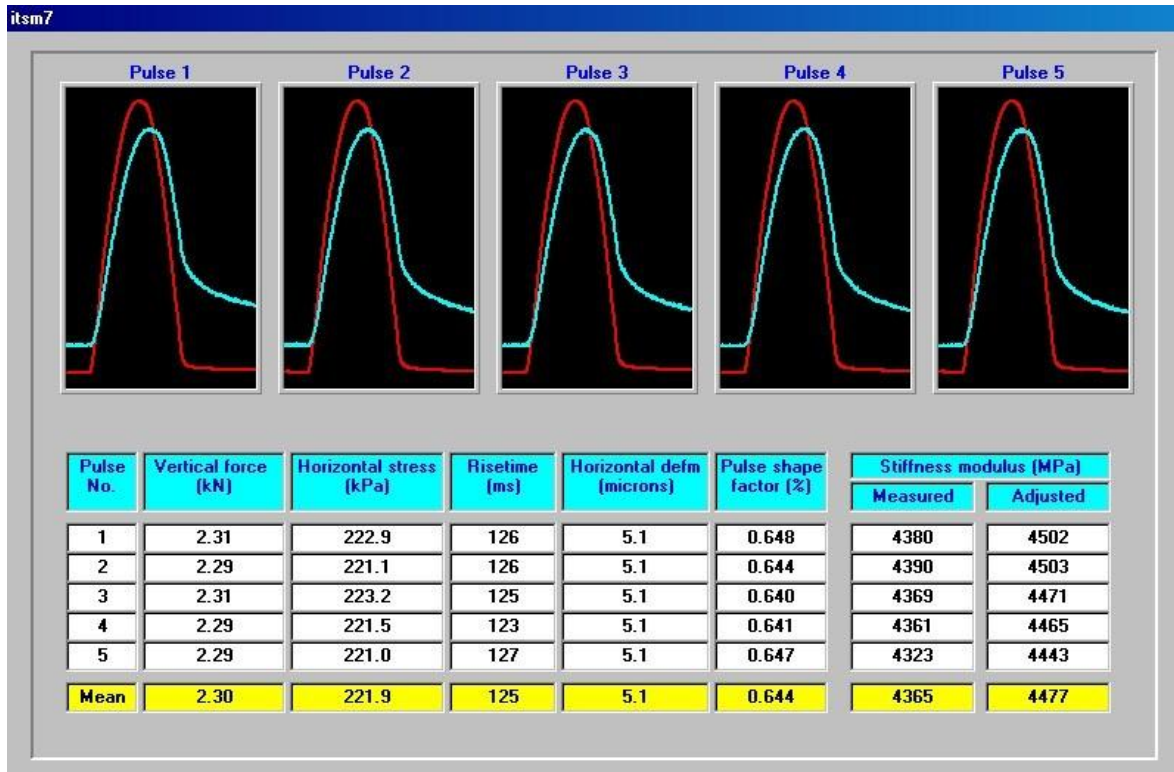 itsm7
Pulse 1 Pulse 2 Pulse 3 Pulse 4 Pulse 5
Pulse No. Vertical force (kN) Horizontal stress (kPa) Risetime (ms) Horizontal defm (microns) Pulse shape factor (%) Stiffness modulus (MPa)
Measured Adjusted
1 2.31 222.9 126 5.1 0.648 4380 4502
2 2.29 221.1 126 5.1 0.644 4390 4503
3 2.31 223.2 125 5.1 0.640 4369 4471
4 2.29 221.5 123 5.1 0.641 4361 4465
5 2.29 221.0 127 5.1 0.647 4323 4443
Mean 2.30 221.9 125 5.1 0.644 4365 4477